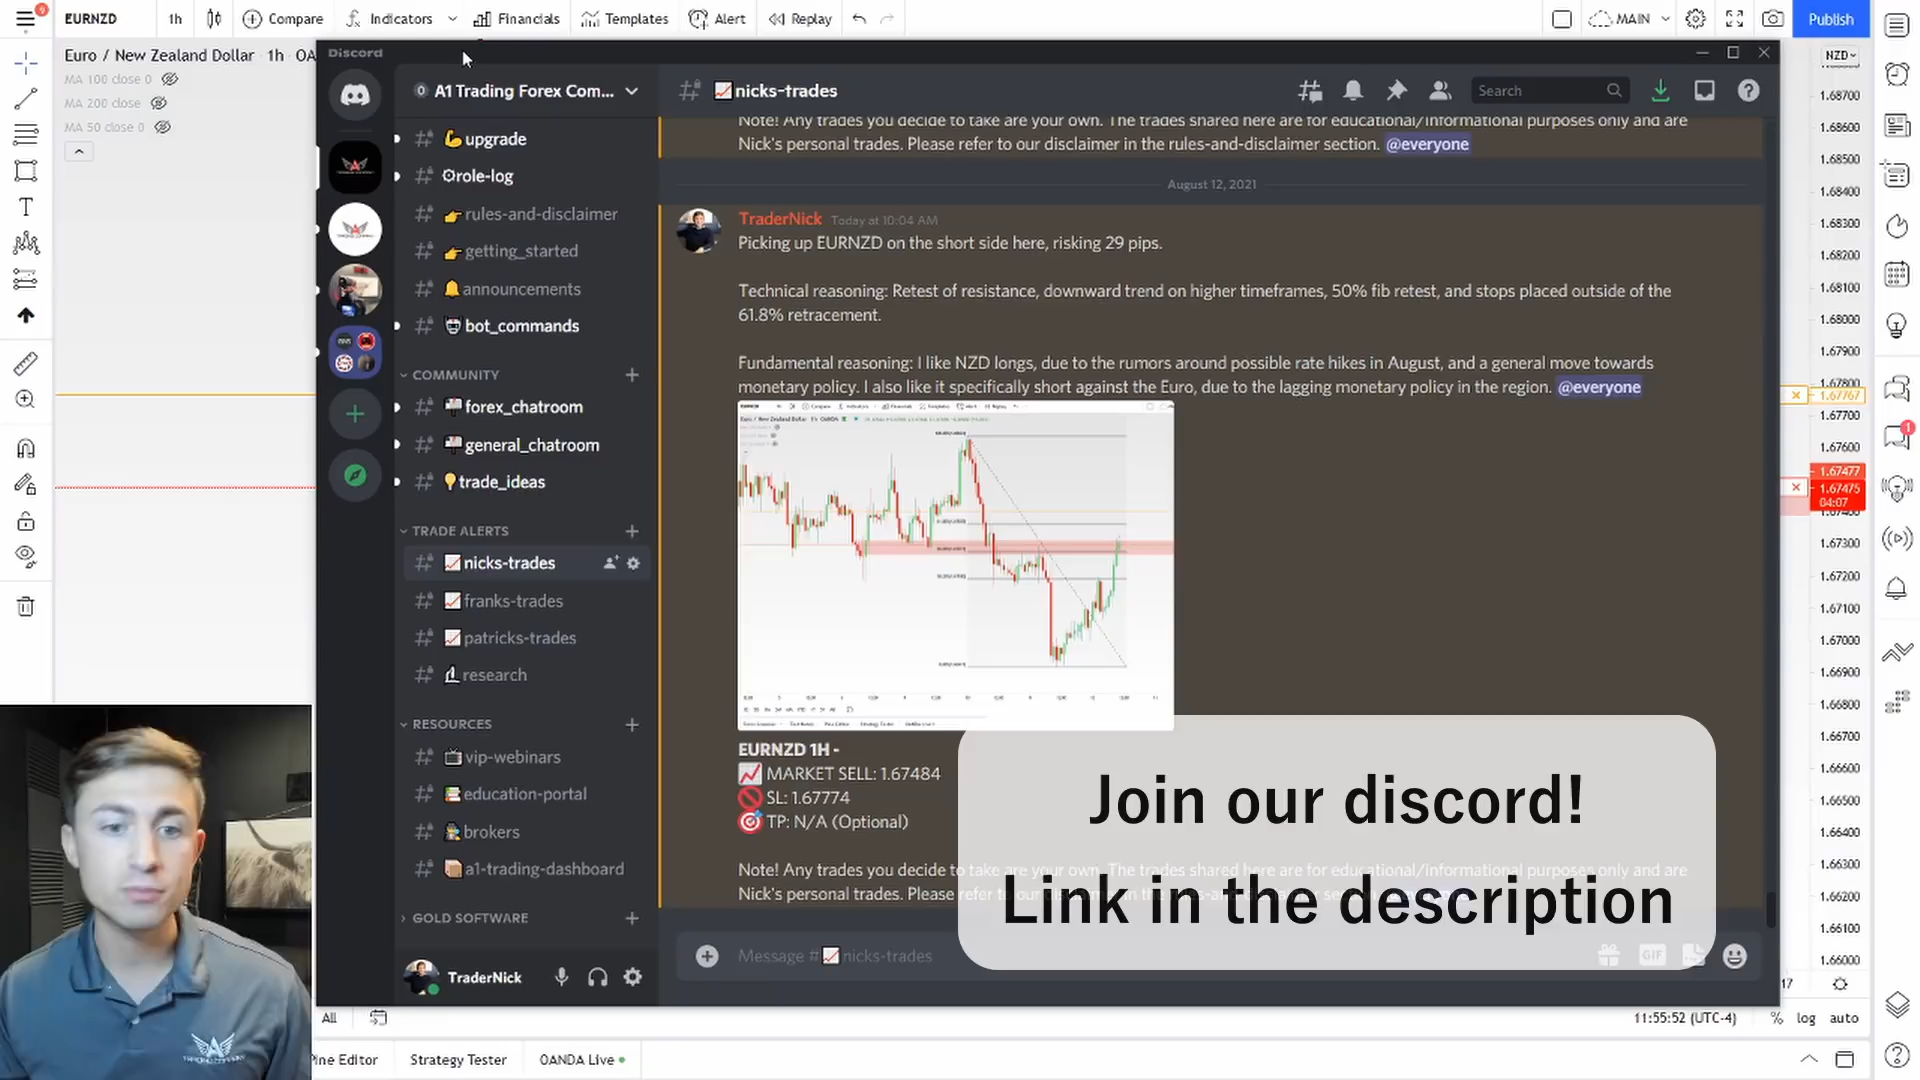 EURNZD
1h
Compare
Indicators
Financials
Templates
Alert
Replay
MAIN
Publish
Euro / New Zealand Dollar · 1h · OA
MA 100 close 0
MA 200 close
MA 50 close 0
Discord
A1 Trading Forex Com...
upgrade
role-log
rules-and-disclaimer
getting_started
announcements
bot_commands
COMMUNITY
forex_chatroom
general_chatroom
trade_ideas
TRADE ALERTS
nicks-trades
franks-trades
patricks-trades
research
RESOURCES
vip-webinars
education-portal
brokers
a1-trading-dashboard
GOLD SOFTWARE
TraderNick
nicks-trades
Search
Note! Any trades you decide to take are your own. The trades shared here are for educational/informational purposes only and are
Nick's personal trades. Please refer to our disclaimer in the rules-and-disclaimer section. @everyone
August 12, 2021
TraderNick Today at 10:04 AM
Picking up EURNZD on the short side here, risking 29 pips.
Technical reasoning: Retest of resistance, downward trend on higher timeframes, 50% fib retest, and stops placed outside of the
61.8% retracement.
Fundamental reasoning: I like NZD longs, due to the rumors around possible rate hikes in August, and a general move towards
monetary policy. I also like it specifically short against the Euro, due to the lagging monetary policy in the region. @everyone
EURNZD 1H -
MARKET SELL: 1.67484
SL: 1.67774
TP: N/A (Optional)
Note! Any trades you decide to take are your own. The trades shared here are for educational/informational purposes only and are
Nick's personal trades. Please refer to our
Message # nicks-trades
GIF
Join our discord!
Link in the description
NZD
1.68700
1.68600
1.68500
1.68400
1.68300
1.68200
1.68100
1.68000
1.67900
1.67800
1.67767
1.67700
1.67600
1.67477
1.67475
04:07
1.67300
1.67200
1.67100
1.67000
1.66900
1.66800
1.66700
1.66600
1.66500
1.66400
1.66300
1.66200
1.66100
1.66000
17
1
9
All
11:55:52 (UTC-4)
%
log
auto
Pine Editor
Strategy Tester
OANDA Live